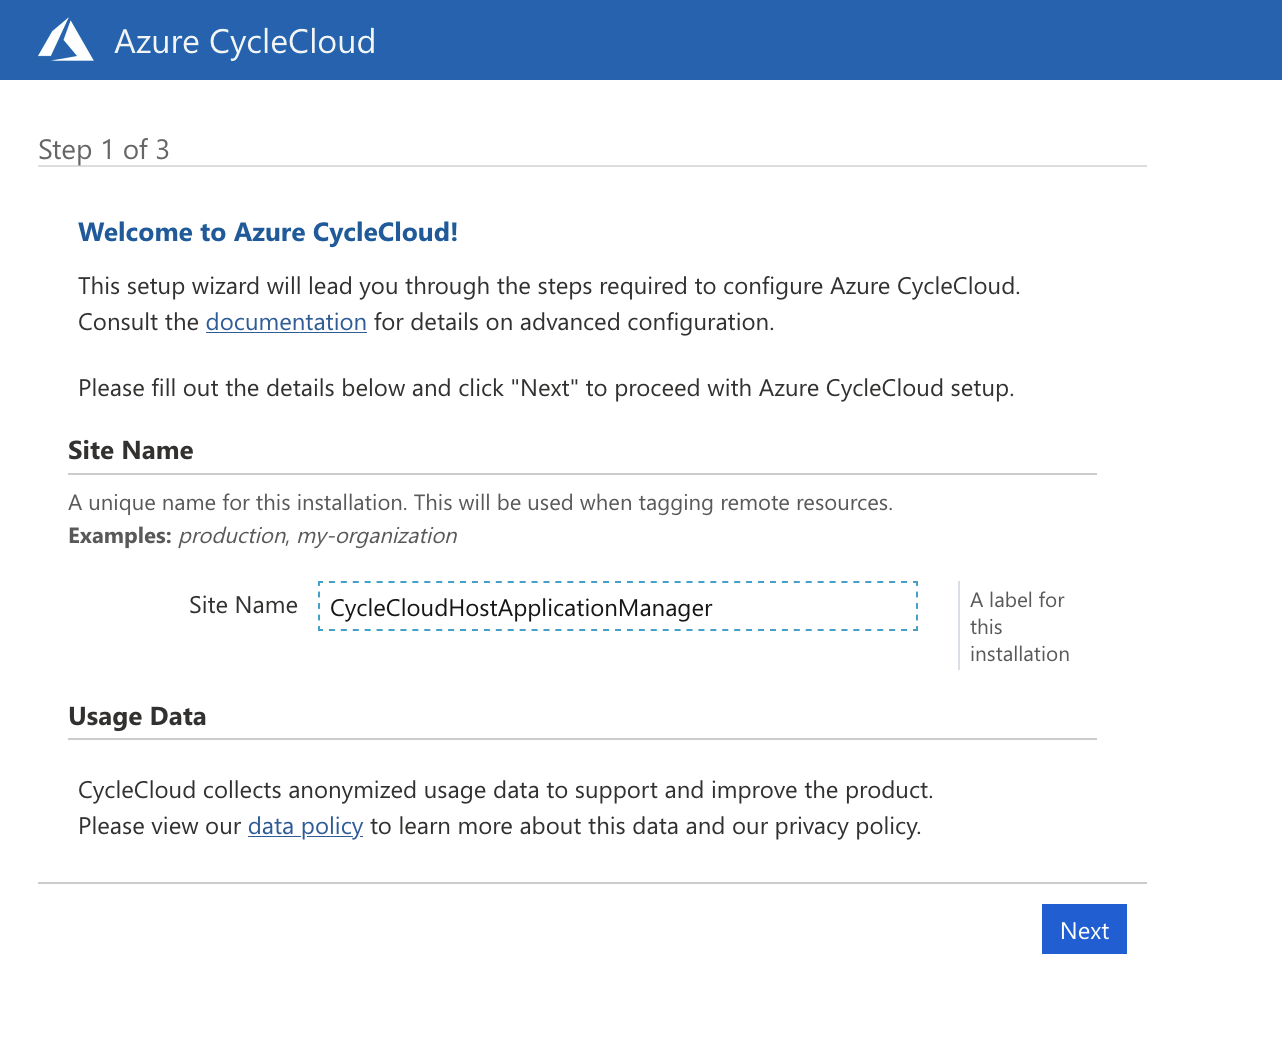 Azure CycleCloud
Step 1 of 3
Welcome to Azure CycleCloud!
This setup wizard will lead you through the steps required to configure Azure CycleCloud.
Consult the documentation for details on advanced configuration.
Please fill out the details below and click "Next" to proceed with Azure CycleCloud setup.
Site Name
A unique name for this installation. This will be used when tagging remote resources.
Examples: production, my-organization
Site Name
CycleCloudHostApplicationManager
A label for
this
installation
Usage Data
CycleCloud collects anonymized usage data to support and improve the product.
Please view our data policy to learn more about this data and our privacy policy.
Next